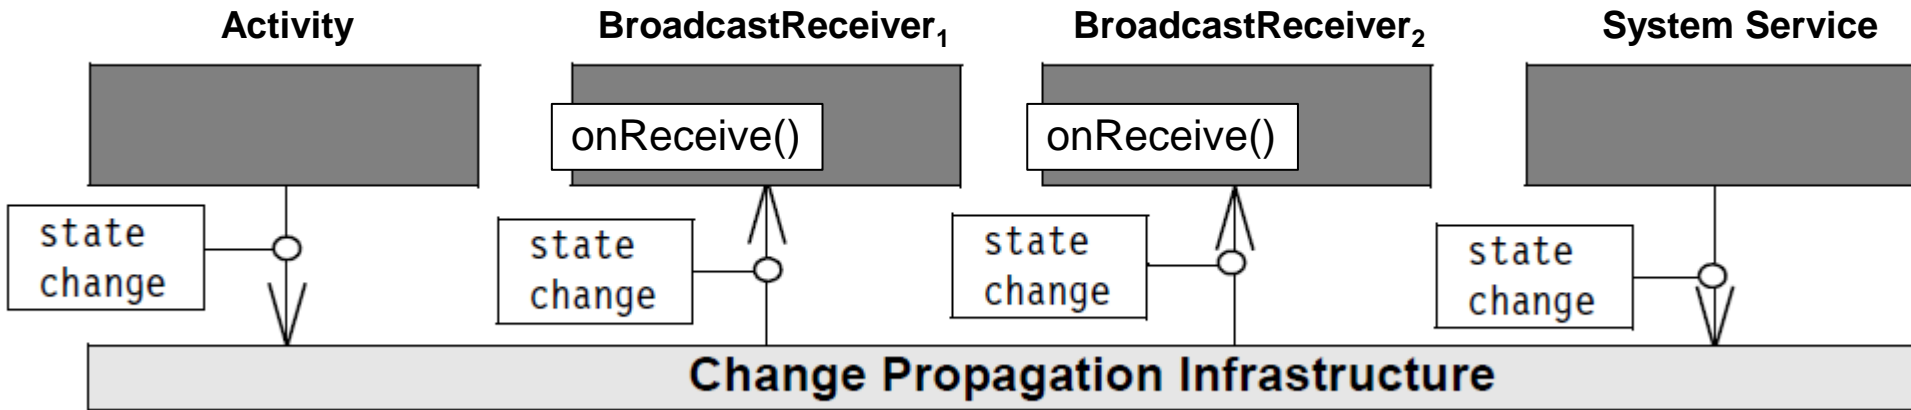 Activity
BroadcastReceiver₁
BroadcastReceiver₂
System Service
onReceive()
onReceive()
state
change
state
change
state
change
state
change
Change Propagation Infrastructure